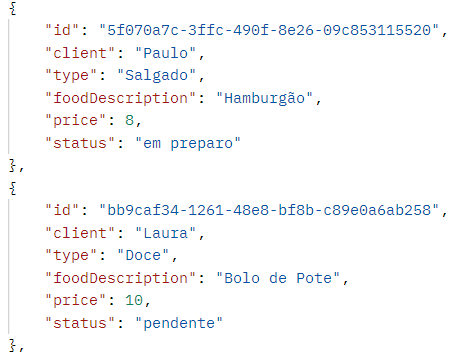 {
"id": "5f070a7c-3ffc-490f-8e26-09c853115520",
"client": "Paulo",
"type": "Salgado",
"foodDescription": "Hamburgão",
"price": 8,
"status": "em preparo"
},
{
"id": "bb9caf34-1261-48e8-bf8b-c89e0a6ab258",
"client": "Laura",
"type": "Doce",
"foodDescription": "Bolo de Pote",
"price": 10,
"status": "pendente"
},